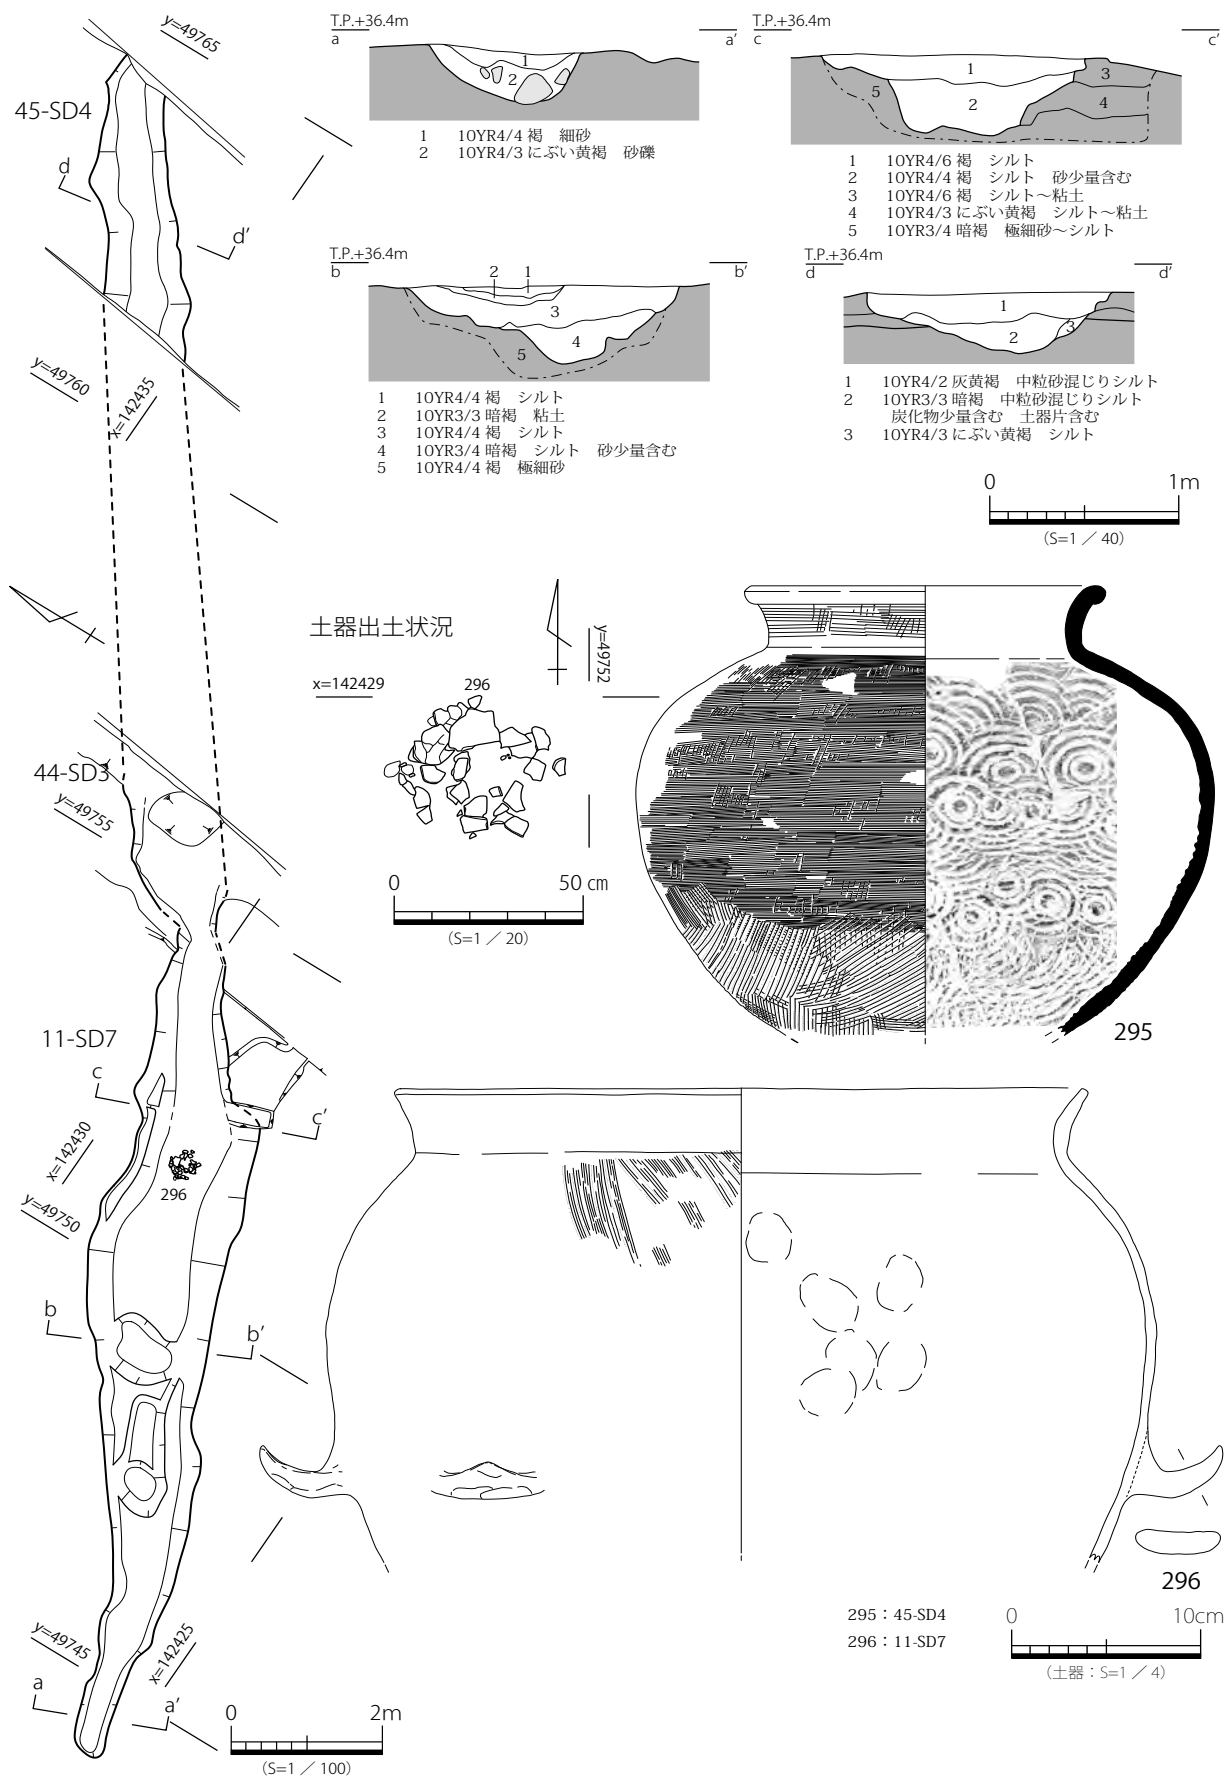 y=49765
45-SD4
d
d′
y=49760
x=142435
44-SD3
y=49755
11-SD7
c
c′
x=142430
296
y=49750
b
b′
y=49745
x=142425
a
a′
0 2m
（S=1 ／ 100）
T.P.+36.4m
a a′
1
2
1 10YR4/4 褐 細砂
2 10YR4/3 にぶい黄褐 砂礫
T.P.+36.4m
c c′
1
2
3
4
5
1 10YR4/6 褐 シルト
2 10YR4/4 褐 シルト 砂少量含む
3 10YR4/6 褐 シルト～粘土
4 10YR4/3 にぶい黄褐 シルト～粘土
5 10YR3/4 暗褐 極細砂～シルト
T.P.+36.4m
b b′
2 1
3
4
5
1 10YR4/4 褐 シルト
2 10YR3/3 暗褐 粘土
3 10YR4/4 褐 シルト
4 10YR3/4 暗褐 シルト 砂少量含む
5 10YR4/4 褐 極細砂
T.P.+36.4m
d d′
1
2
3
1 10YR4/2 灰黄褐 中粒砂混じりシルト
2 10YR3/3 暗褐 中粒砂混じりシルト
炭化物少量含む 土器片含む
3 10YR4/3 にぶい黄褐 シルト
0 1m
（S=1 ／ 40）
土器出土状況
y=49752
x=142429
296
0 50 ㎝
（S=1 ／ 20）
295
296
295：45-SD4
296：11-SD7
0 10cm
（土器：S=1 ／ 4）